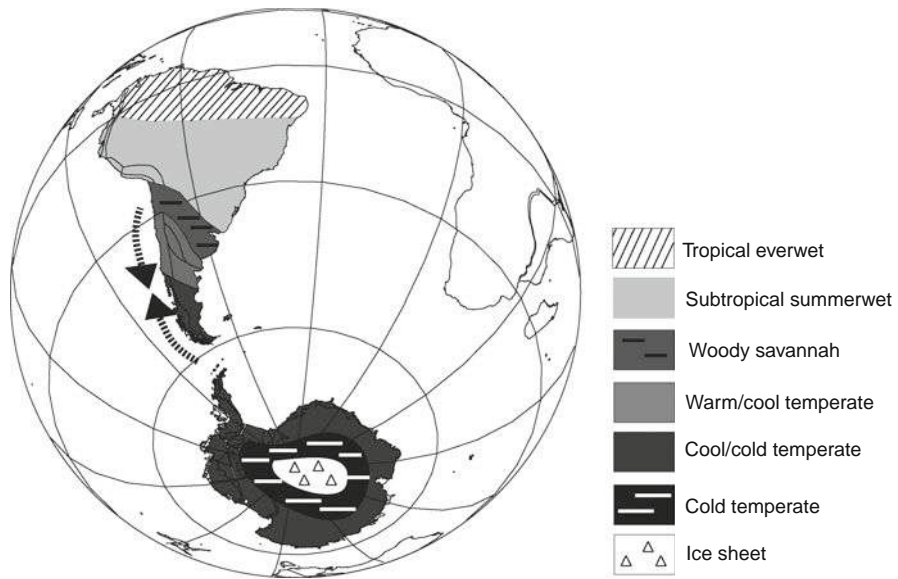 Tropical everwet
Subtropical summerwet
Woody savannah
Warm/cool temperate
Cool/cold temperate
Cold temperate
Ice sheet